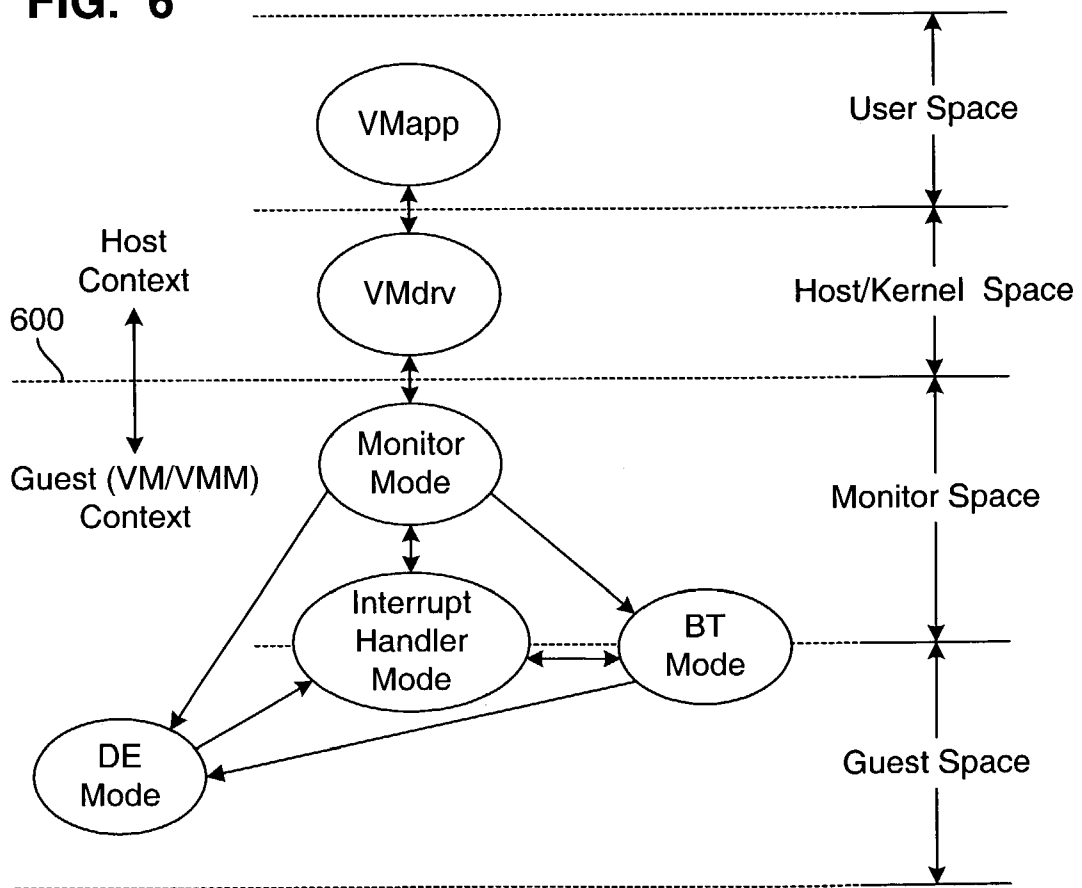 FIG. 6
VMapp
User Space
Host
Context
VMdrv
Host/Kernel Space
600
Monitor
Mode
Guest (VM/VMM)
Context
Monitor Space
Interrupt
Handler
Mode
BT
Mode
DE
Mode
Guest Space